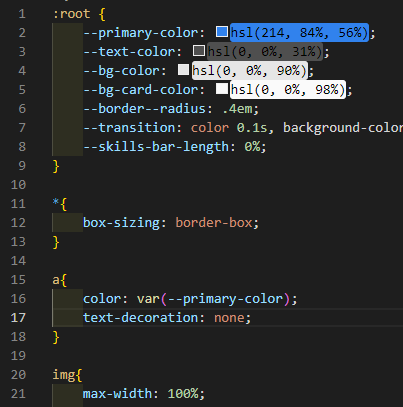 1 :root {
2 --primary-color: hsl(214, 84%, 56%);
3 --text-color: hsl(0, 0%, 31%);
4 --bg-color: hsl(0, 0%, 90%);
5 --bg-card-color: hsl(0, 0%, 98%);
6 --border--radius: .4em;
7 --transition: color 0.1s, background-color
8 --skills-bar-length: 0%;
9 }
10
11 *{
12 box-sizing: border-box;
13 }
14
15 a{
16 color: var(--primary-color);
17 text-decoration: none;
18 }
19
20 img{
21 max-width: 100%;